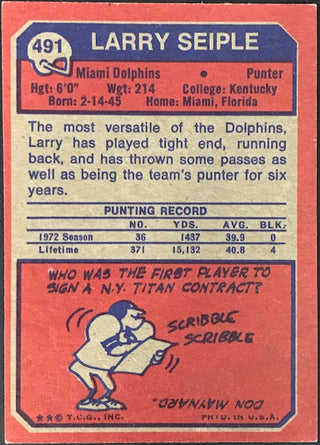 491 LARRY SEIPLE
Miami Dolphins • Punter
Hgt: 6'0" Wgt: 214 College: Kentucky
Born: 2-14-45 Home: Miami, Florida
The most versatile of the Dolphins,
Larry has played tight end, running
back, and has thrown some passes as
well as being the team's punter for six
years.
PUNTING RECORD
NO. YDS. AVG. BLK.
1972 Season 36 1437 39.9 0
Lifetime 371 15,132 40.8 4
WHO WAS THE FIRST PLAYER TO
SIGN A N.Y. TITAN CONTRACT?
SCRIBBLE
SCRIBBLE
DON MAYNARD
★★© T.C.G., INC. PRTD. IN U.S.A.